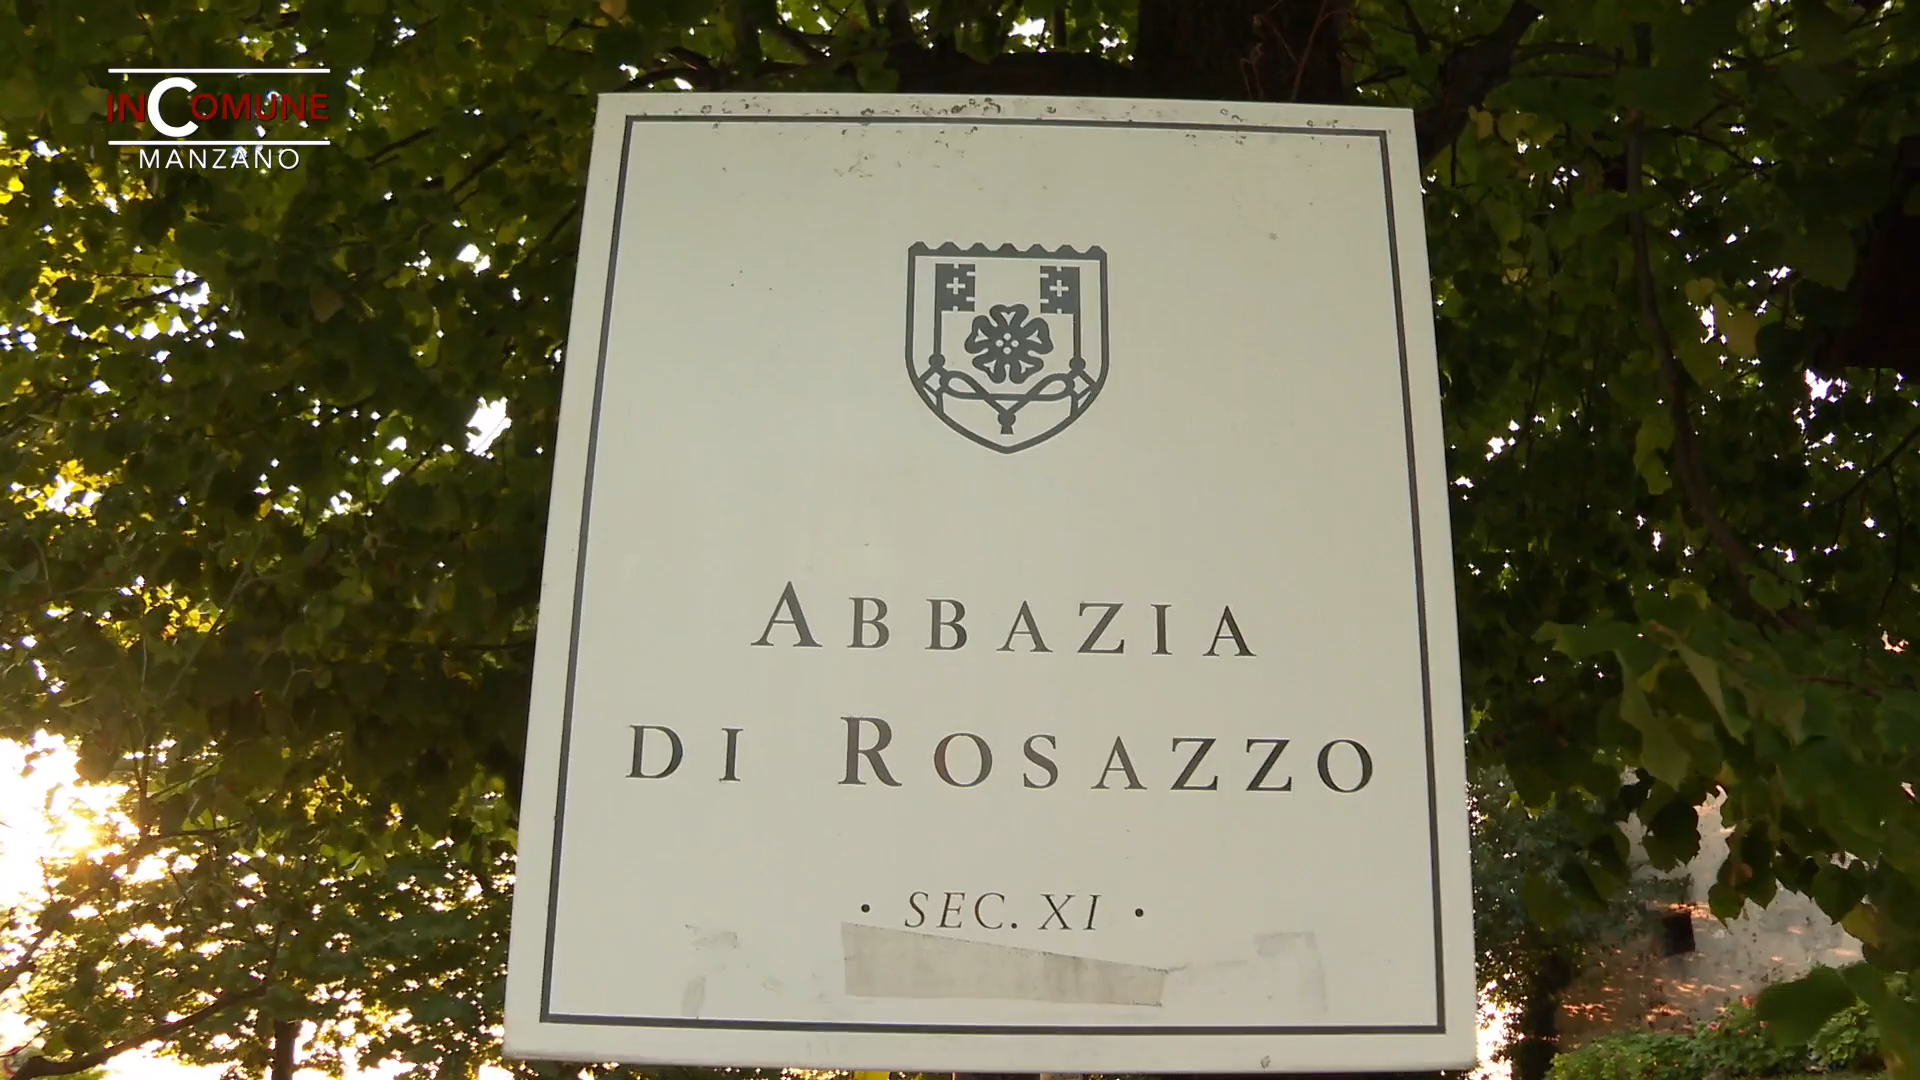 INCOMUNE
MANZANO
ABBAZIA
DI ROSAZZO
• SEC. XI •